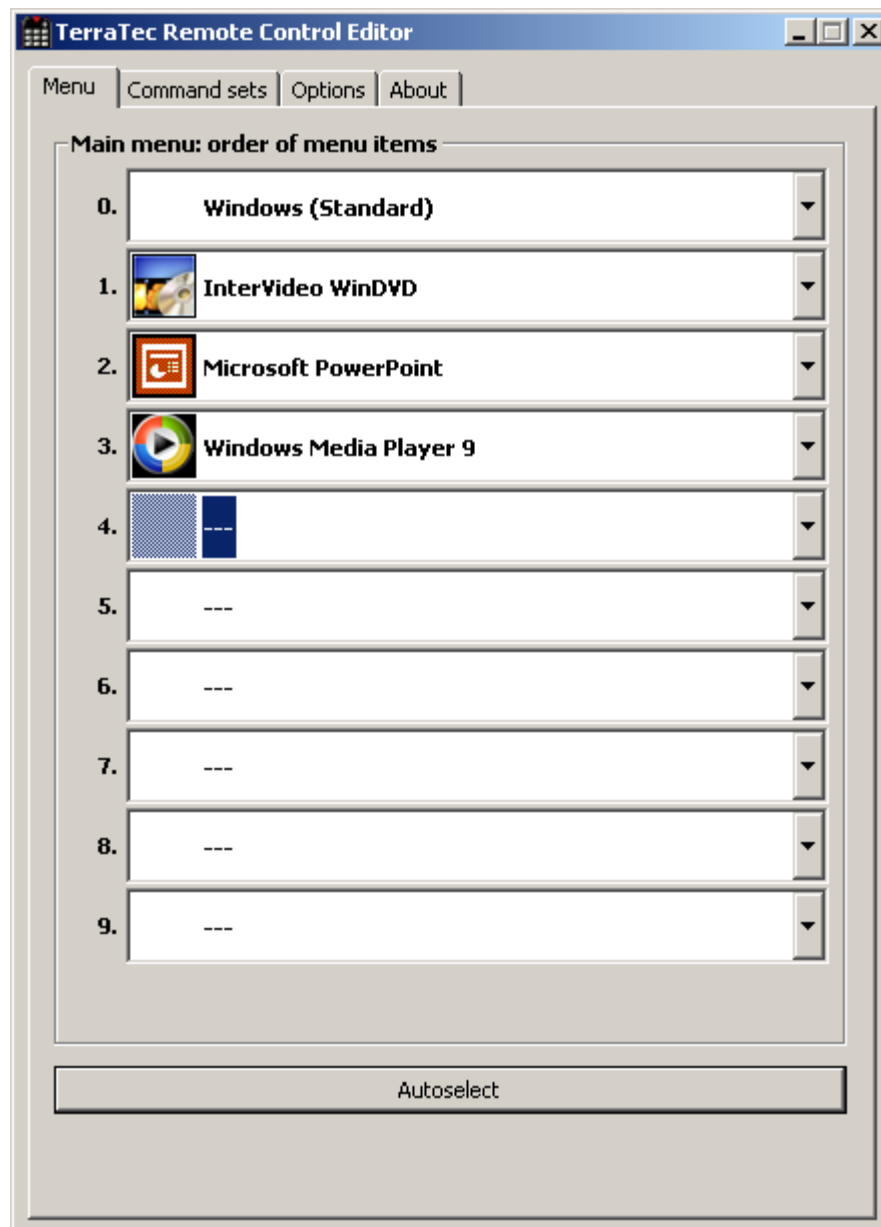 TerraTec Remote Control Editor
Menu Command sets Options About
Main menu: order of menu items
0. Windows (Standard)
1. InterVideo WinDVD
2. Microsoft PowerPoint
3. Windows Media Player 9
4. ---
5. ---
6. ---
7. ---
8. ---
9. ---
Autoselect